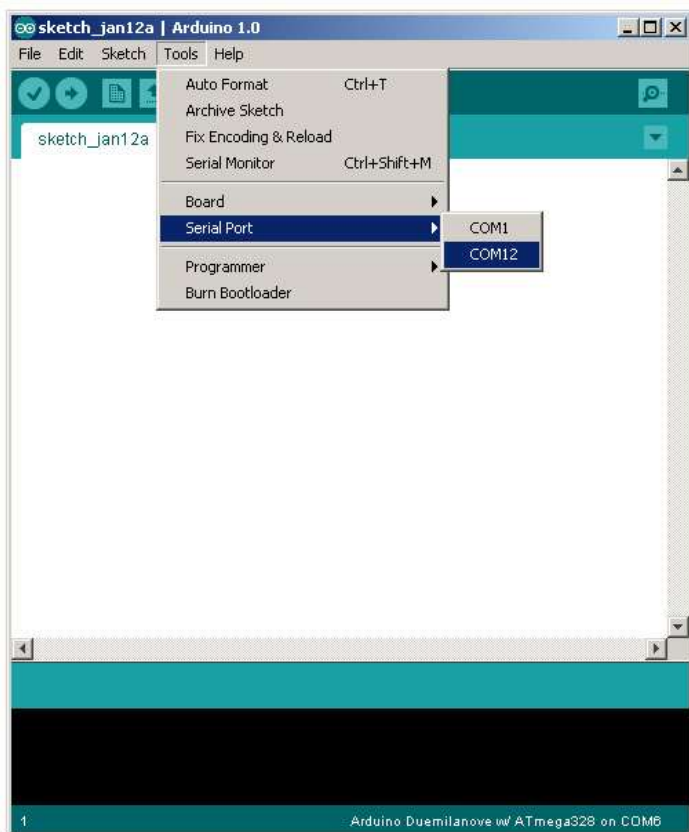 sketch_jan12a | Arduino 1.0
File Edit Sketch Tools Help
Auto Format Ctrl+T
Archive Sketch
sketch_jan12a
Fix Encoding & Reload
Serial Monitor Ctrl+Shift+M
Board
Serial Port
COM1
COM12
Programmer
Burn Bootloader
1 Arduino Duemilanove w/ ATmega328 on COM6